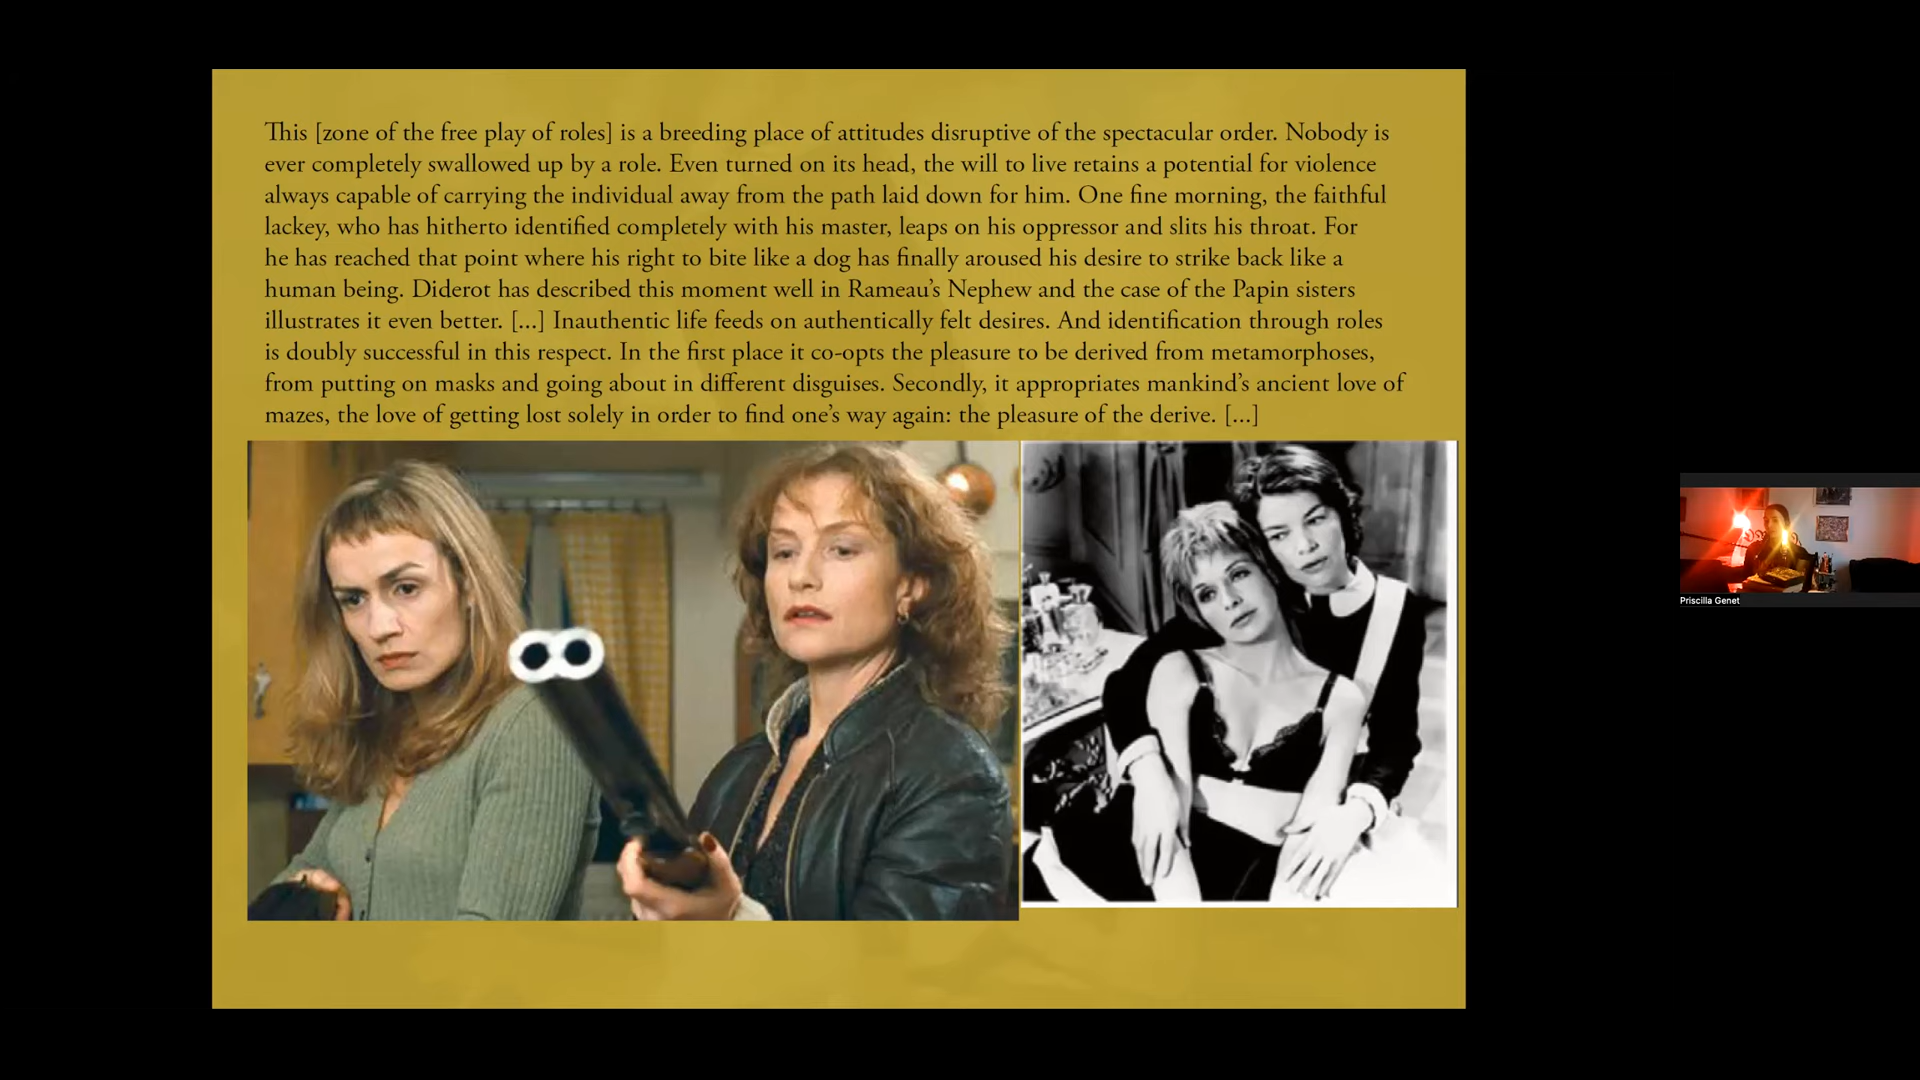 This [zone of the free play of roles] is a breeding place of attitudes disruptive of the spectacular order. Nobody is
ever completely swallowed up by a role. Even turned on its head, the will to live retains a potential for violence
always capable of carrying the individual away from the path laid down for him. One fine morning, the faithful
lackey, who has hitherto identified completely with his master, leaps on his oppressor and slits his throat. For
he has reached that point where his right to bite like a dog has finally aroused his desire to strike back like a
human being. Diderot has described this moment well in Rameau’s Nephew and the case of the Papin sisters
illustrates it even better. [...] Inauthentic life feeds on authentically felt desires. And identification through roles
is doubly successful in this respect. In the first place it co-opts the pleasure to be derived from metamorphoses,
from putting on masks and going about in different disguises. Secondly, it appropriates mankind’s ancient love of
mazes, the love of getting lost solely in order to find one’s way again: the pleasure of the derive. [...]
Priscilla Genet